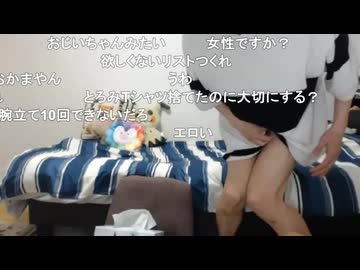 おじいちゃんみたい 女性ですか？
欲しくないリストつくれ
おかまやん うわ
とろみTシャツ捨てたのに大切にする？
腕立て10回できないだろ
エロい